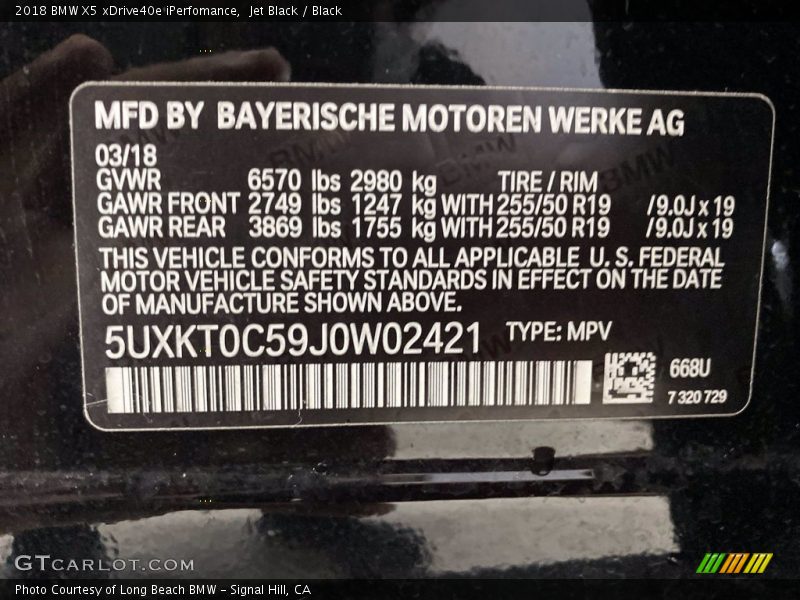 2018 BMW X5 xDrive40e iPerfomance, Jet Black / Black
MFD BY BAYERISCHE MOTOREN WERKE AG
03/18
GVWR 6570 lbs 2980 kg TIRE / RIM
GAWR FRONT 2749 lbs 1247 kg WITH 255/50 R19 /9.0J x 19
GAWR REAR 3869 lbs 1755 kg WITH 255/50 R19 /9.0J x 19
THIS VEHICLE CONFORMS TO ALL APPLICABLE U. S. FEDERAL
MOTOR VEHICLE SAFETY STANDARDS IN EFFECT ON THE DATE
OF MANUFACTURE SHOWN ABOVE.
5UXKT0C59J0W02421 TYPE: MPV
668U
7 320 729
GTCARLOT.COM
Photo Courtesy of Long Beach BMW - Signal Hill, CA